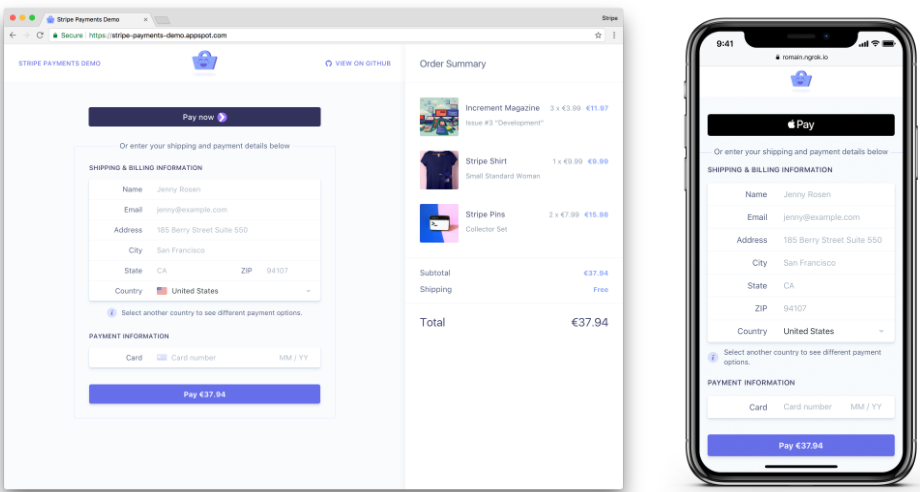 Stripe Payments Demo
Stripe
Secure https://stripe-payments-demo.appspot.com
STRIPE PAYMENTS DEMO
VIEW ON GITHUB
Pay now
Or enter your shipping and payment details below
SHIPPING & BILLING INFORMATION
Name Jenny Rosen
Email jenny@example.com
Address 185 Berry Street Suite 550
City San Francisco
State CA ZIP 94107
Country United States
Select another country to see different payment options.
PAYMENT INFORMATION
Card Card number MM / YY
Pay €37.94
Order Summary
Increment Magazine 3 x €3.99 €11.97
Issue #3 "Development"
Stripe Shirt 1 x €9.99 €9.99
Small Standard Woman
Stripe Pins 2 x €7.99 €15.98
Collector Set
Subtotal €37.94
Shipping Free
Total €37.94
9:41
romain.ngrok.io
Pay
Or enter your shipping and payment details below
SHIPPING & BILLING INFORMATION
Name Jenny Rosen
Email jenny@example.com
Address 185 Berry Street Suite 550
City San Francisco
State CA
ZIP 94107
Country United States
Select another country to see different payment
options.
PAYMENT INFORMATION
Card Card number MM / YY
Pay €37.94